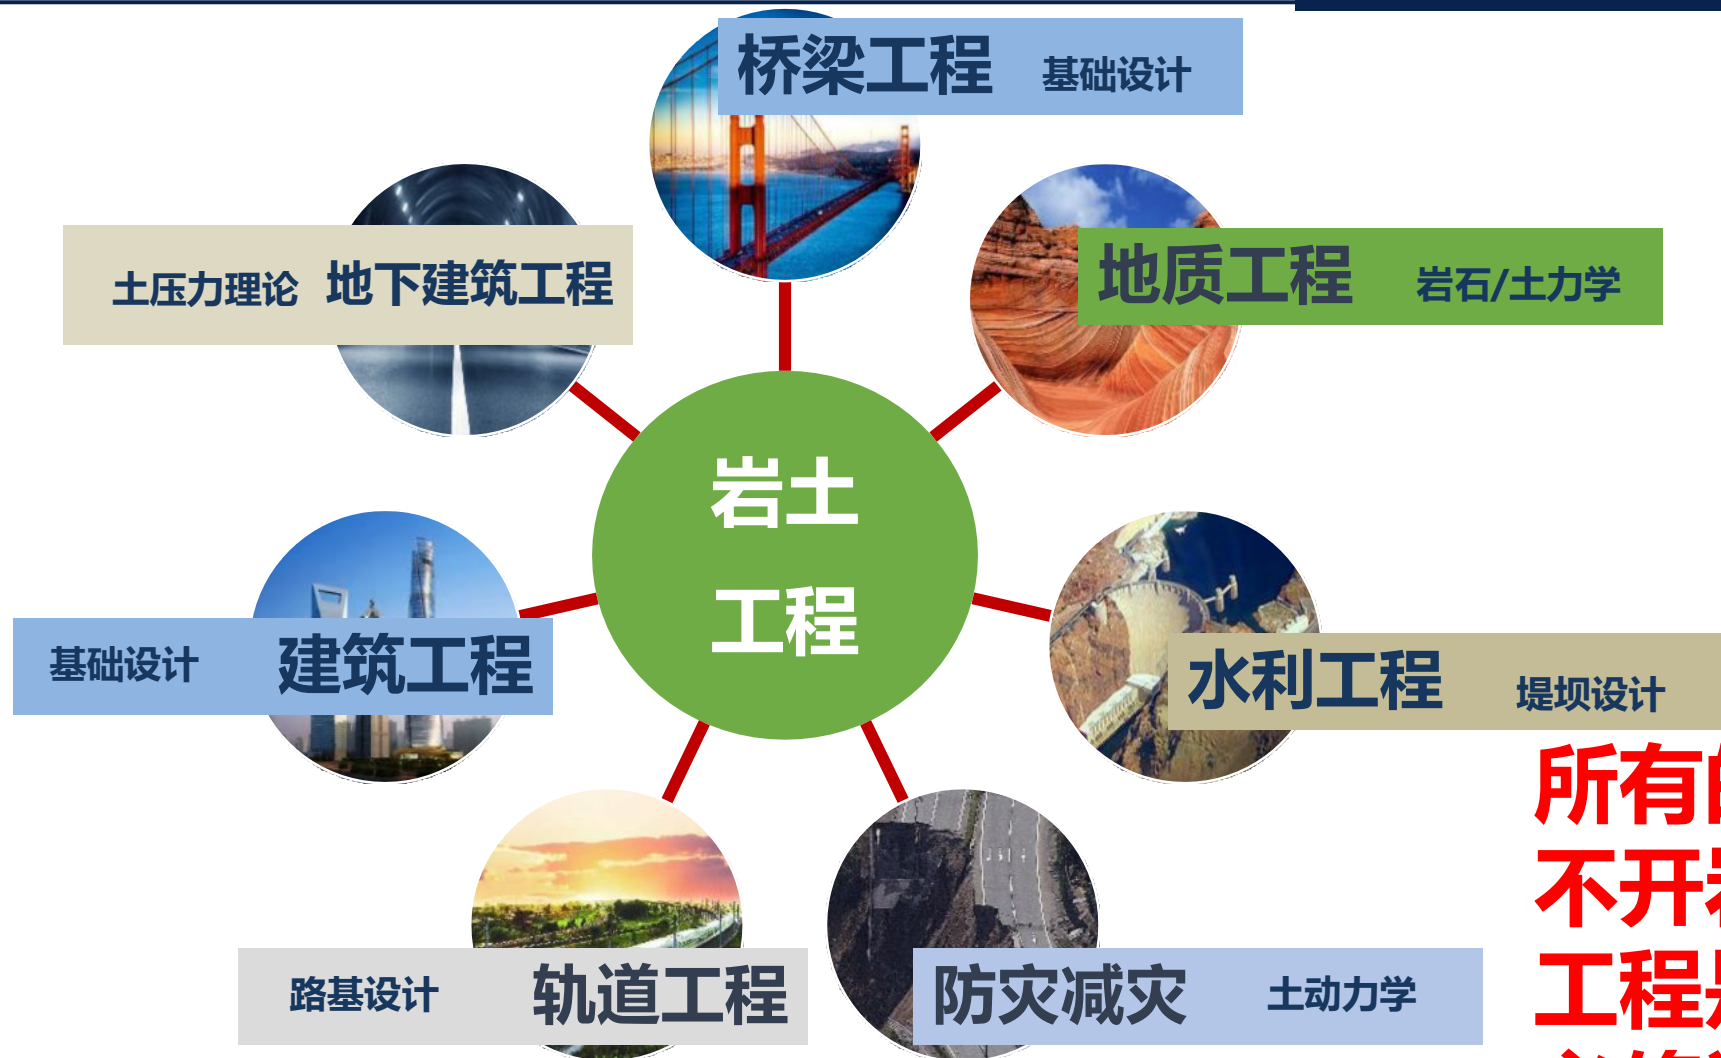 桥梁工程 基础设计
土压力理论 地下建筑工程
地质工程 岩石/土力学
岩土
工程
基础设计 建筑工程
水利工程 堤坝设计
所有
不开
工程
路基设计 轨道工程
防灾减灾 土动力学